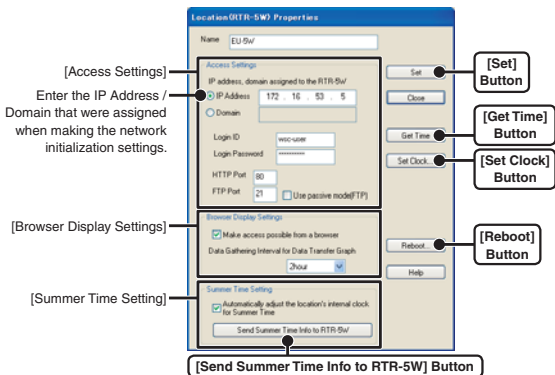 Location(RTR-5W) Properties
Name EU-5W
[Access Settings]
Access Settings
IP address, domain assigned to the RTR-5W
Enter the IP Address /
Domain that were assigned
when making the network
initialization settings.
IP Address 172 . 16 . 53 . 5
Domain
Login ID wsc-user
Login Password **********
HTTP Port 80
FTP Port 21 Use passive mode(FTP)
Set
[Set]
Button
Close
Get Time
[Get Time]
Button
Set Clock...
[Set Clock]
Button
[Browser Display Settings]
Browser Display Settings
Make access possible from a browser
Data Gathering Interval for Data Transfer Graph
2hour
Reboot...
[Reboot]
Button
Help
[Summer Time Setting]
Summer Time Setting
Automatically adjust the location's internal clock
for Summer Time
Send Summer Time Info to RTR-5W
[Send Summer Time Info to RTR-5W] Button